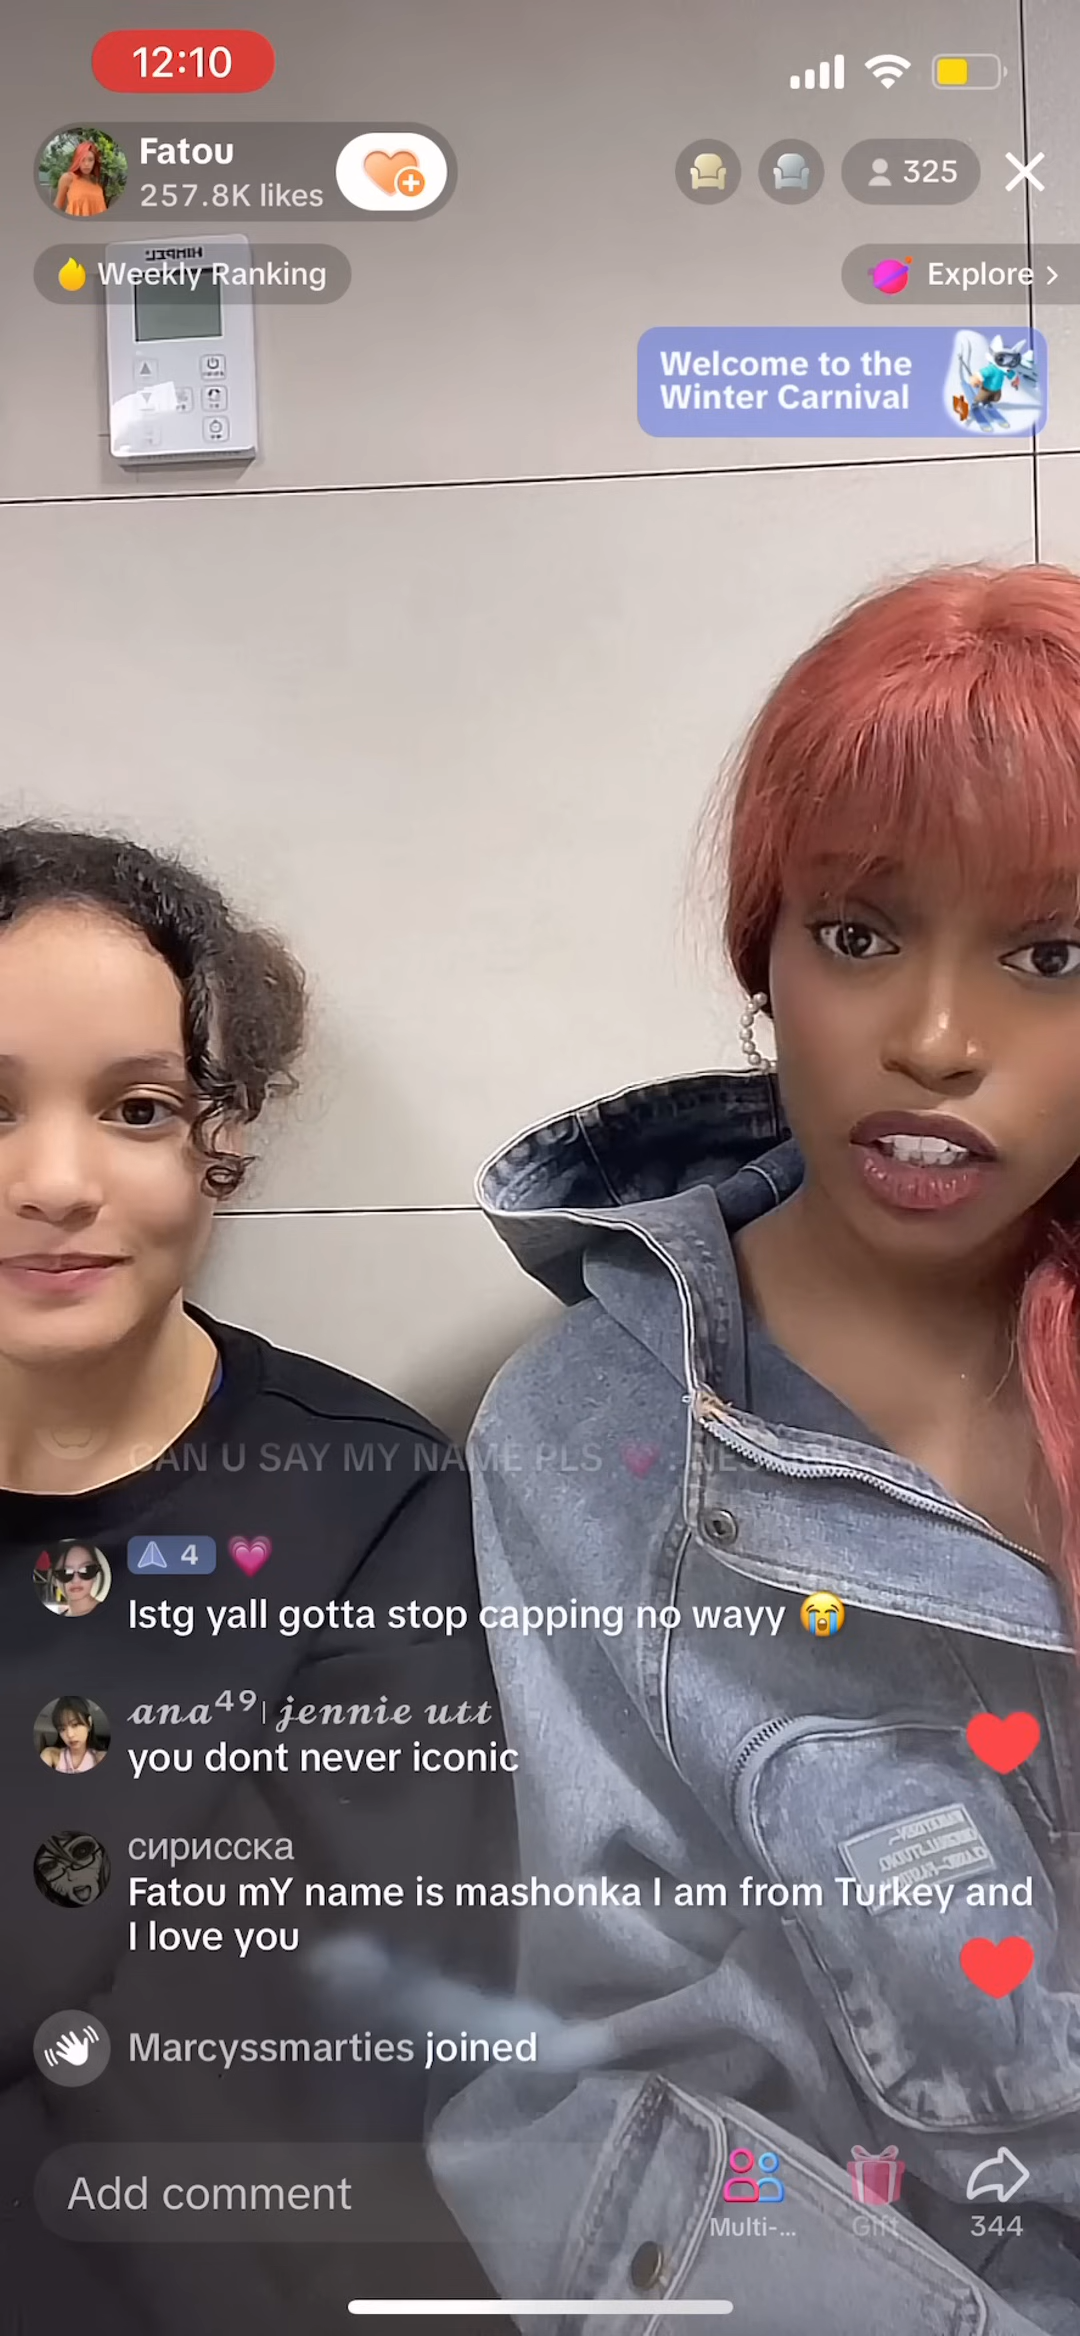 12:10
Fatou
257.8K likes
325
Weekly Ranking
Explore >
HIMPEL
Welcome to the
Winter Carnival
CAN U SAY MY NAME PLS 💗
4 💗
Istg yall gotta stop capping no wayy 😭
ana⁴⁹| jennie utt
you dont never iconic
сирисска
Fatou mY name is mashonka I am from Turkey and
I love you
Marcyssmarties joined
Add comment
Multi-...
Gift
344